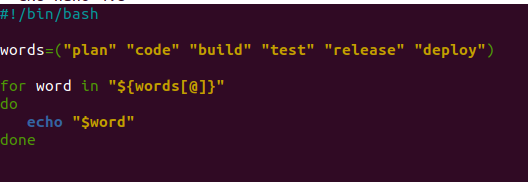 #!/bin/bash
words=("plan" "code" "build" "test" "release" "deploy")
for word in "${words[@]}"
do
   echo "$word"
done